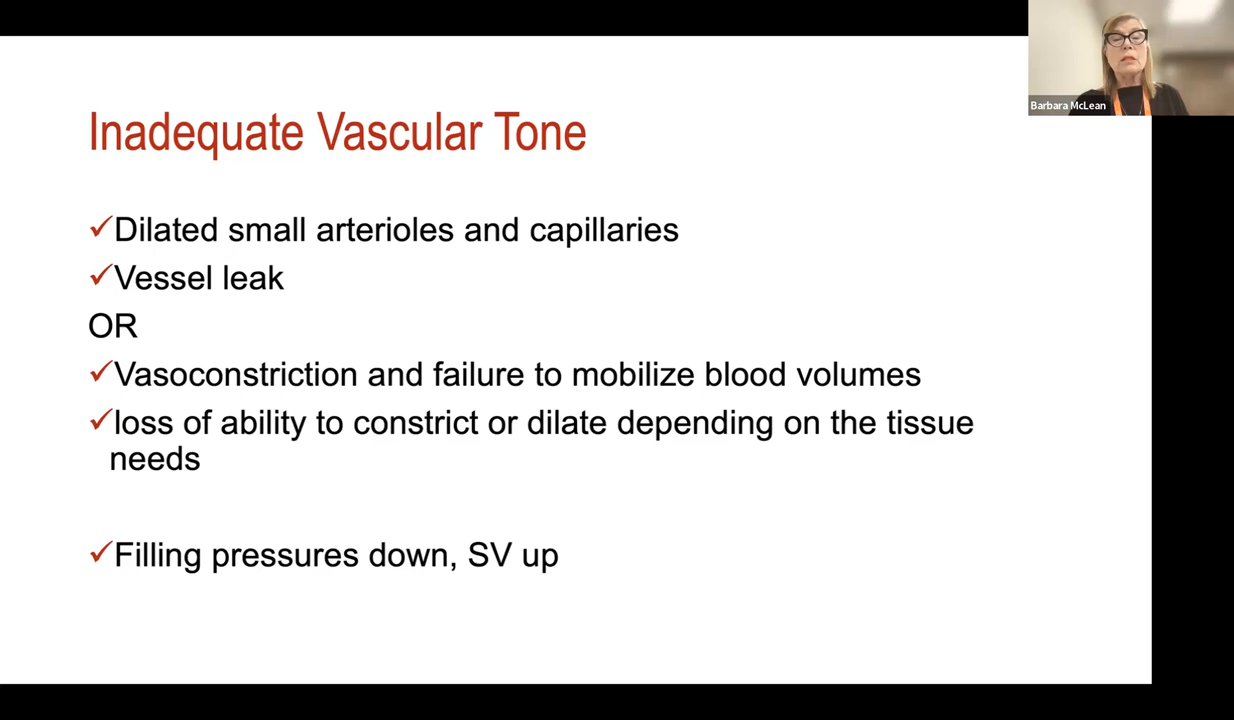 Barbara McLean
Inadequate Vascular Tone
✓Dilated small arterioles and capillaries
✓Vessel leak
OR
✓Vasoconstriction and failure to mobilize blood volumes
✓loss of ability to constrict or dilate depending on the tissue
needs
✓Filling pressures down, SV up